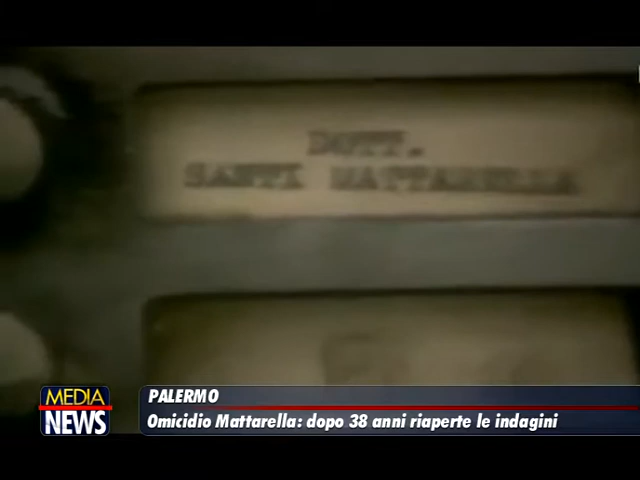 DOTT.
SANTI MATTARELLA
MEDIA
NEWS
PALERMO
Omicidio Mattarella: dopo 38 anni riaperte le indagini